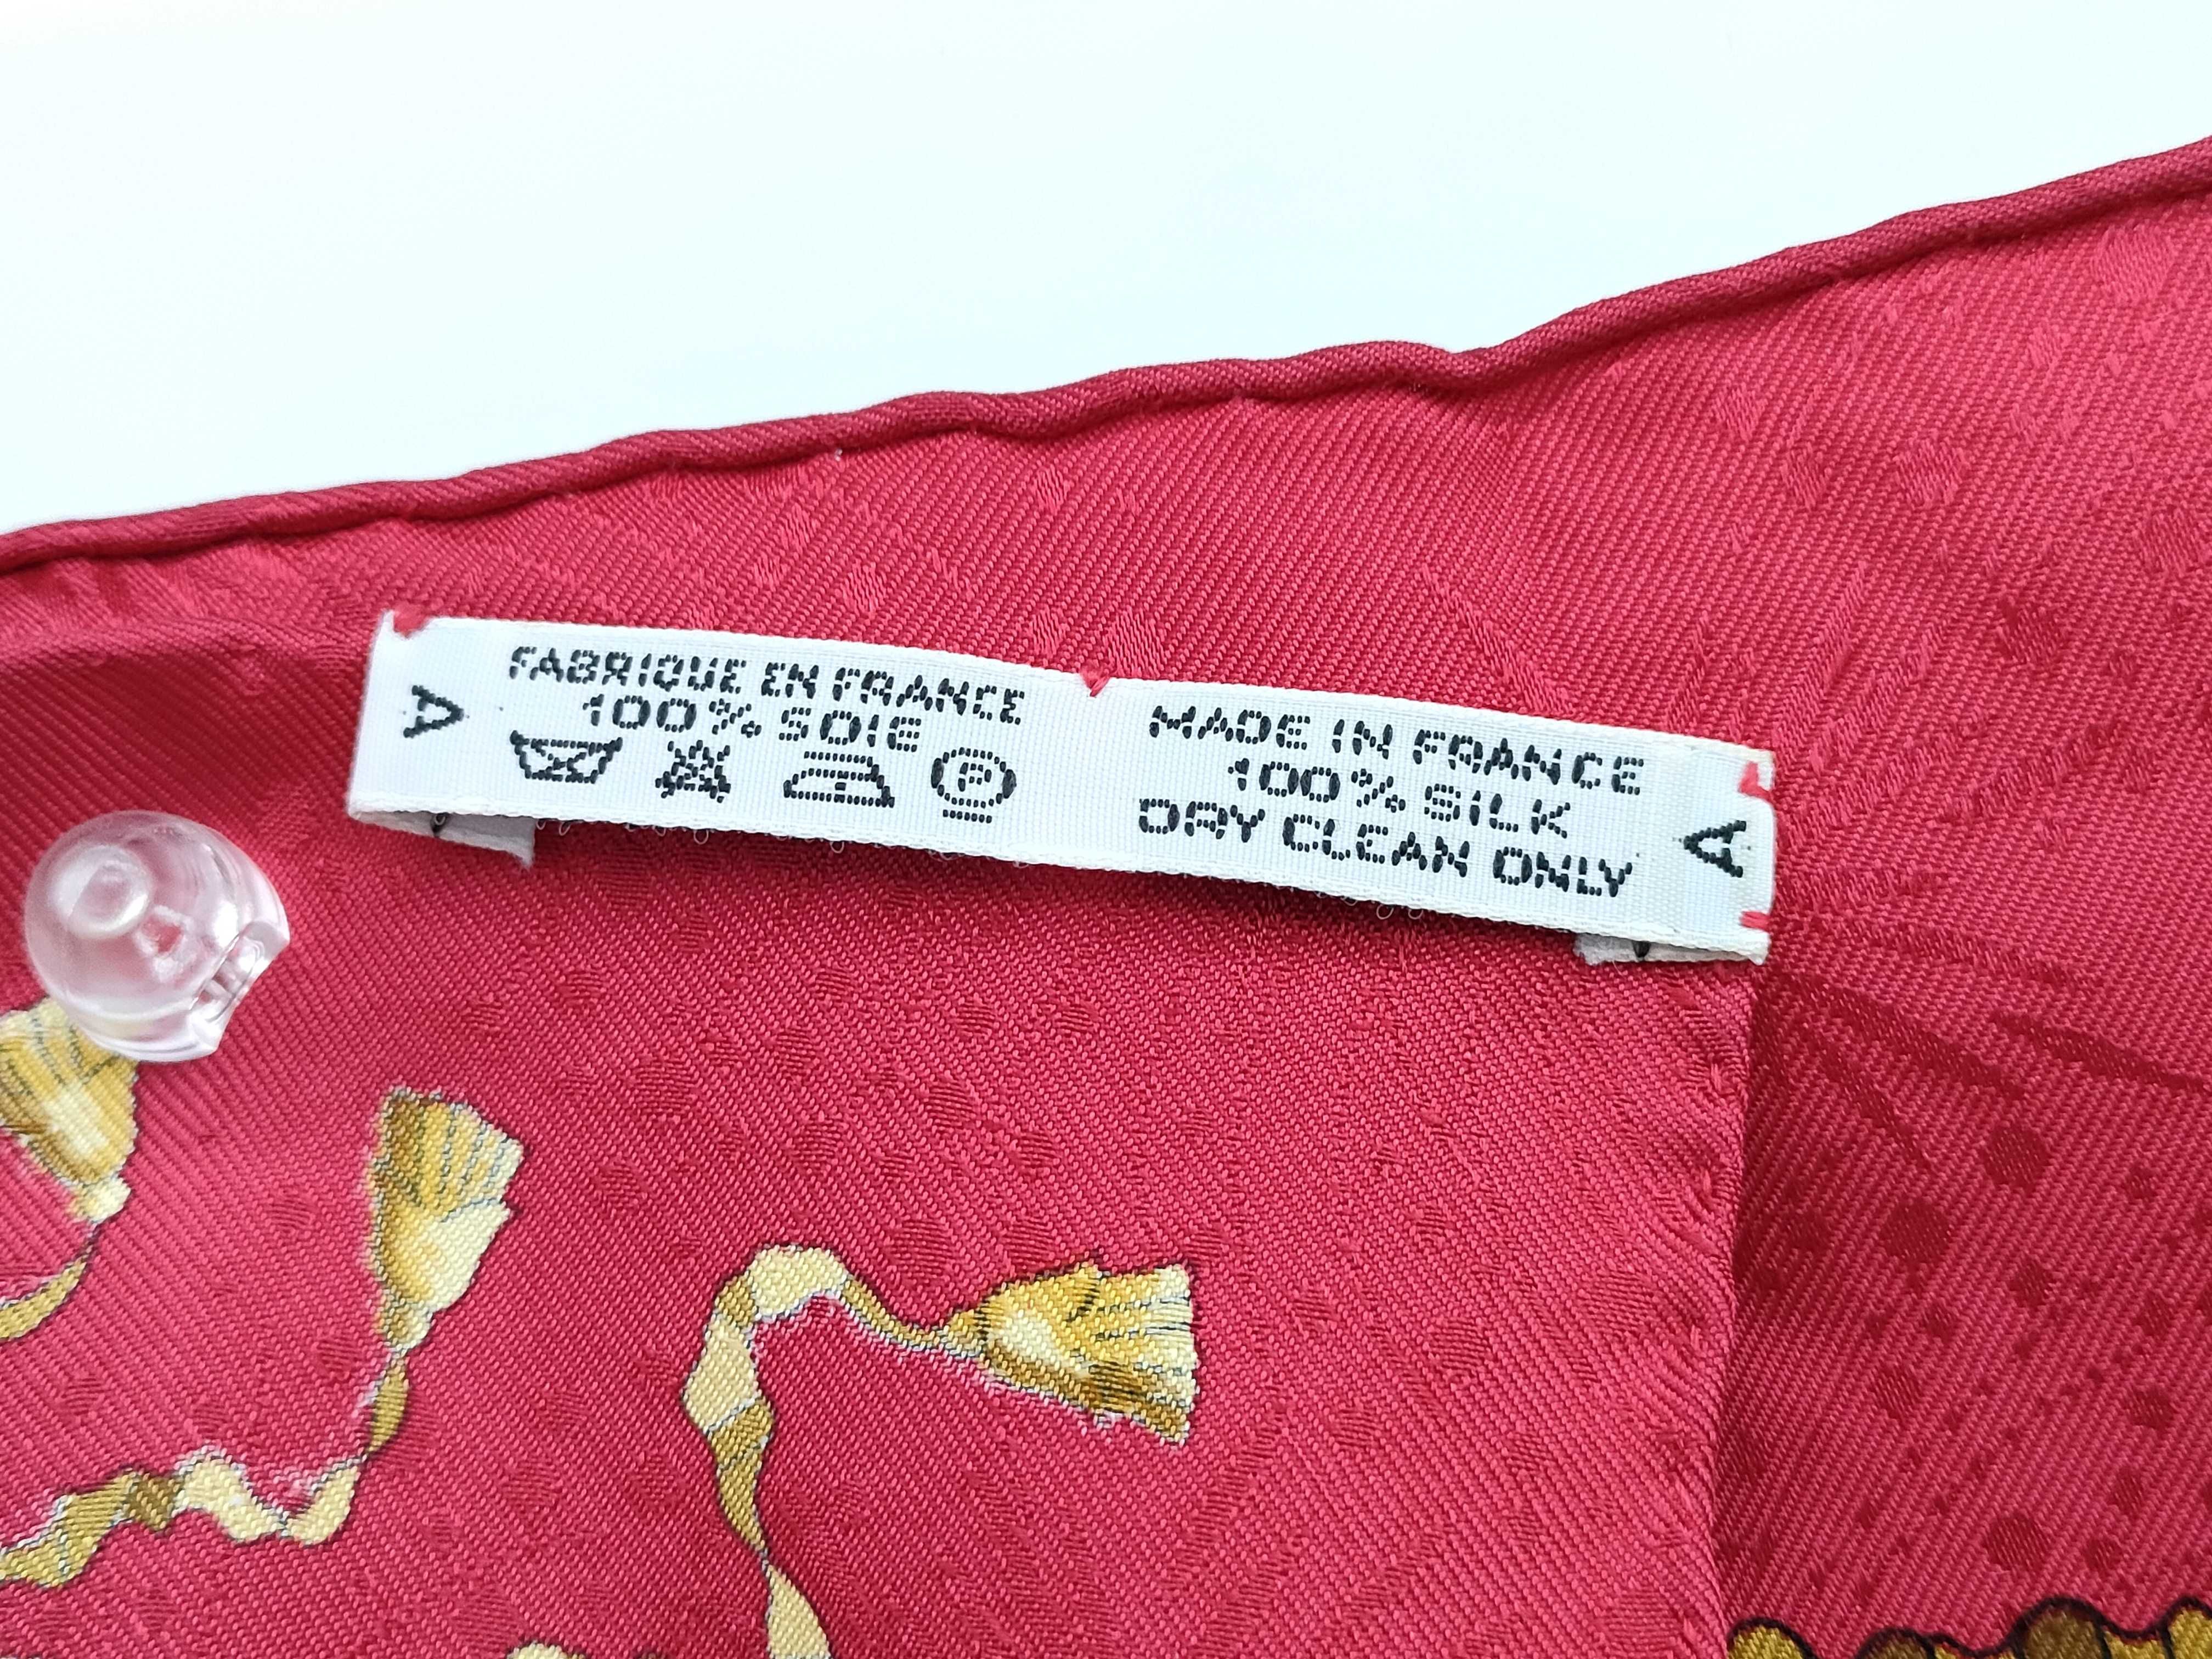 A
FABRIQUE EN FRANCE
100% SOIE
P
MADE IN FRANCE
100% SILK
DRY CLEAN ONLY
A